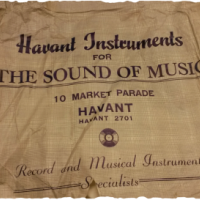 Havant Instruments
FOR
THE SOUND OF MUSIC
10 MARKET PARADE
HAVANT
HAVANT 2701
Record and Musical Instrument
Specialists